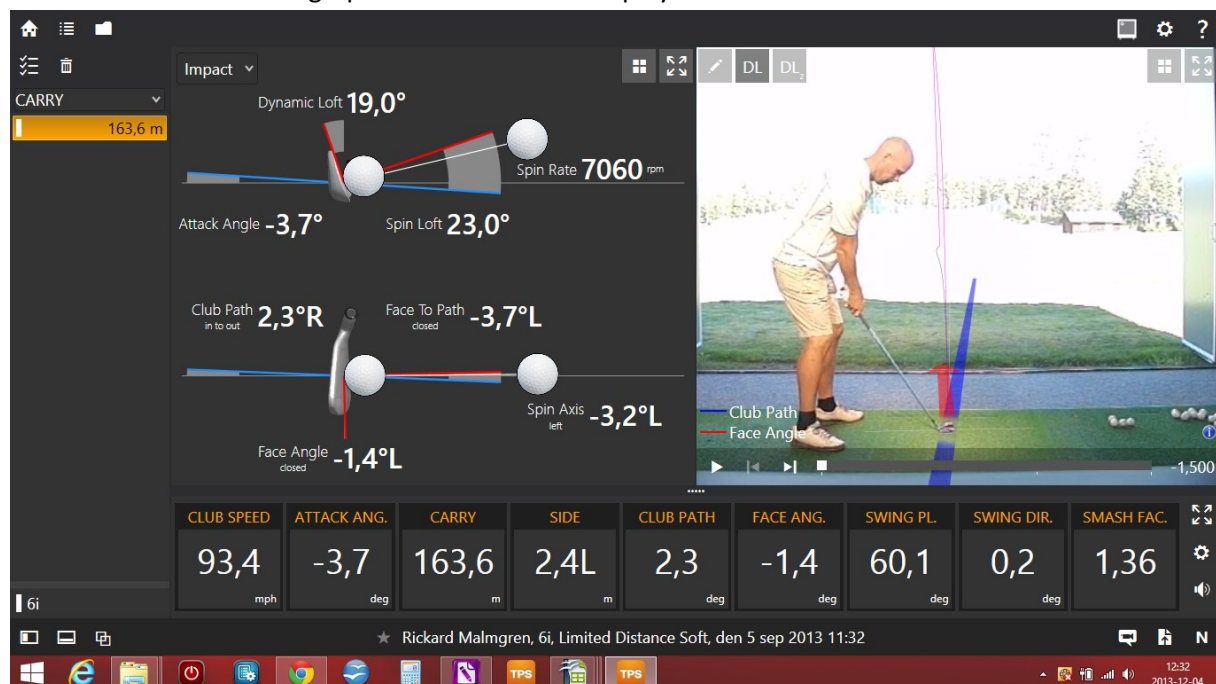 Impact
DL DL2
CARRY
163,6 m
Dynamic Loft 19,0°
Spin Rate 7060 rpm
Attack Angle -3,7°
Spin Loft 23,0°
Club Path 2,3°R
in to out
Face To Path -3,7°L
closed
Spin Axis -3,2°L
left
Face Angle -1,4°L
closed
Club Path
Face Angle
-1,500
CLUB SPEED ATTACK ANG. CARRY SIDE CLUB PATH FACE ANG. SWING PL. SWING DIR. SMASH FAC.
93,4 -3,7 163,6 2,4L 2,3 -1,4 60,1 0,2 1,36
mph deg m m deg deg deg deg
6i
Rickard Malmgren, 6i, Limited Distance Soft, den 5 sep 2013 11:32
N
TPS TPS
12:32
2013-12-04